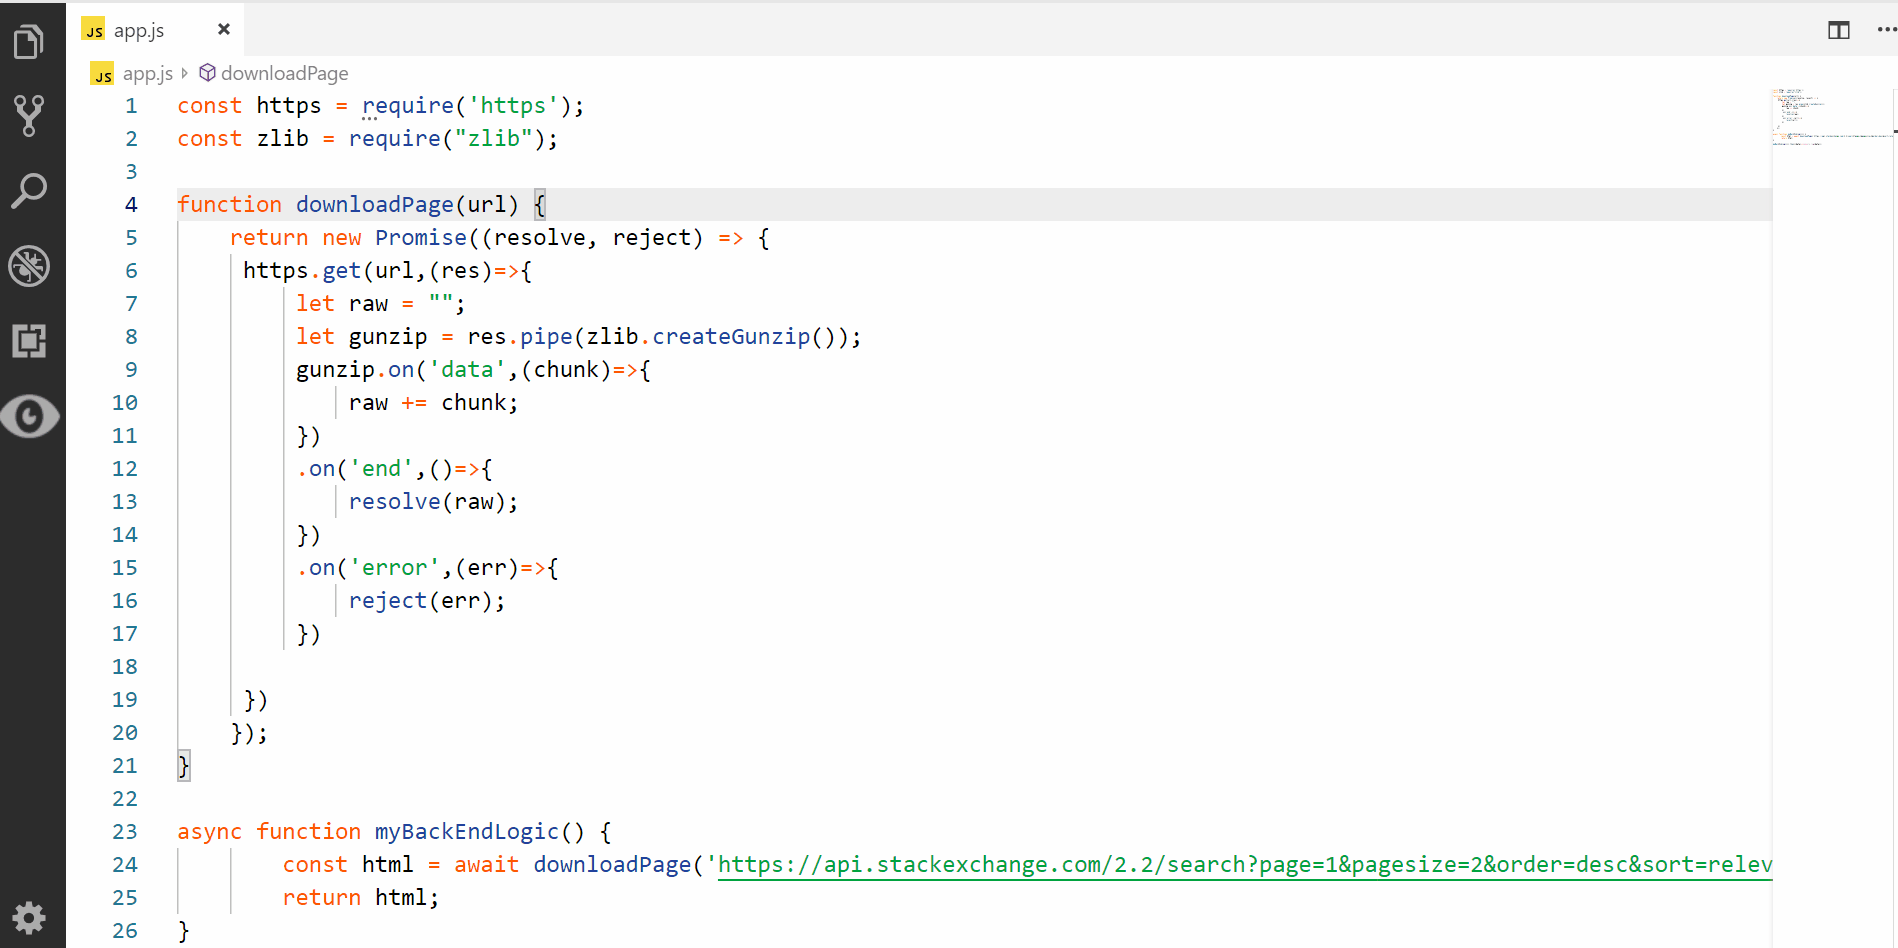 JS app.js ×
JS app.js downloadPage
1 const https = require('https');
2 const zlib = require("zlib");
3
4 function downloadPage(url) {
5     return new Promise((resolve, reject) => {
6      https.get(url,(res)=>{
7          let raw = "";
8          let gunzip = res.pipe(zlib.createGunzip());
9          gunzip.on('data',(chunk)=>{
10              raw += chunk;
11          })
12          .on('end',()=>{
13              resolve(raw);
14          })
15          .on('error',(err)=>{
16              reject(err);
17          })
18
19      })
20     });
21 }
22
23 async function myBackEndLogic() {
24         const html = await downloadPage('https://api.stackexchange.com/2.2/search?page=1&pagesize=2&order=desc&sort=relev
25         return html;
26 }